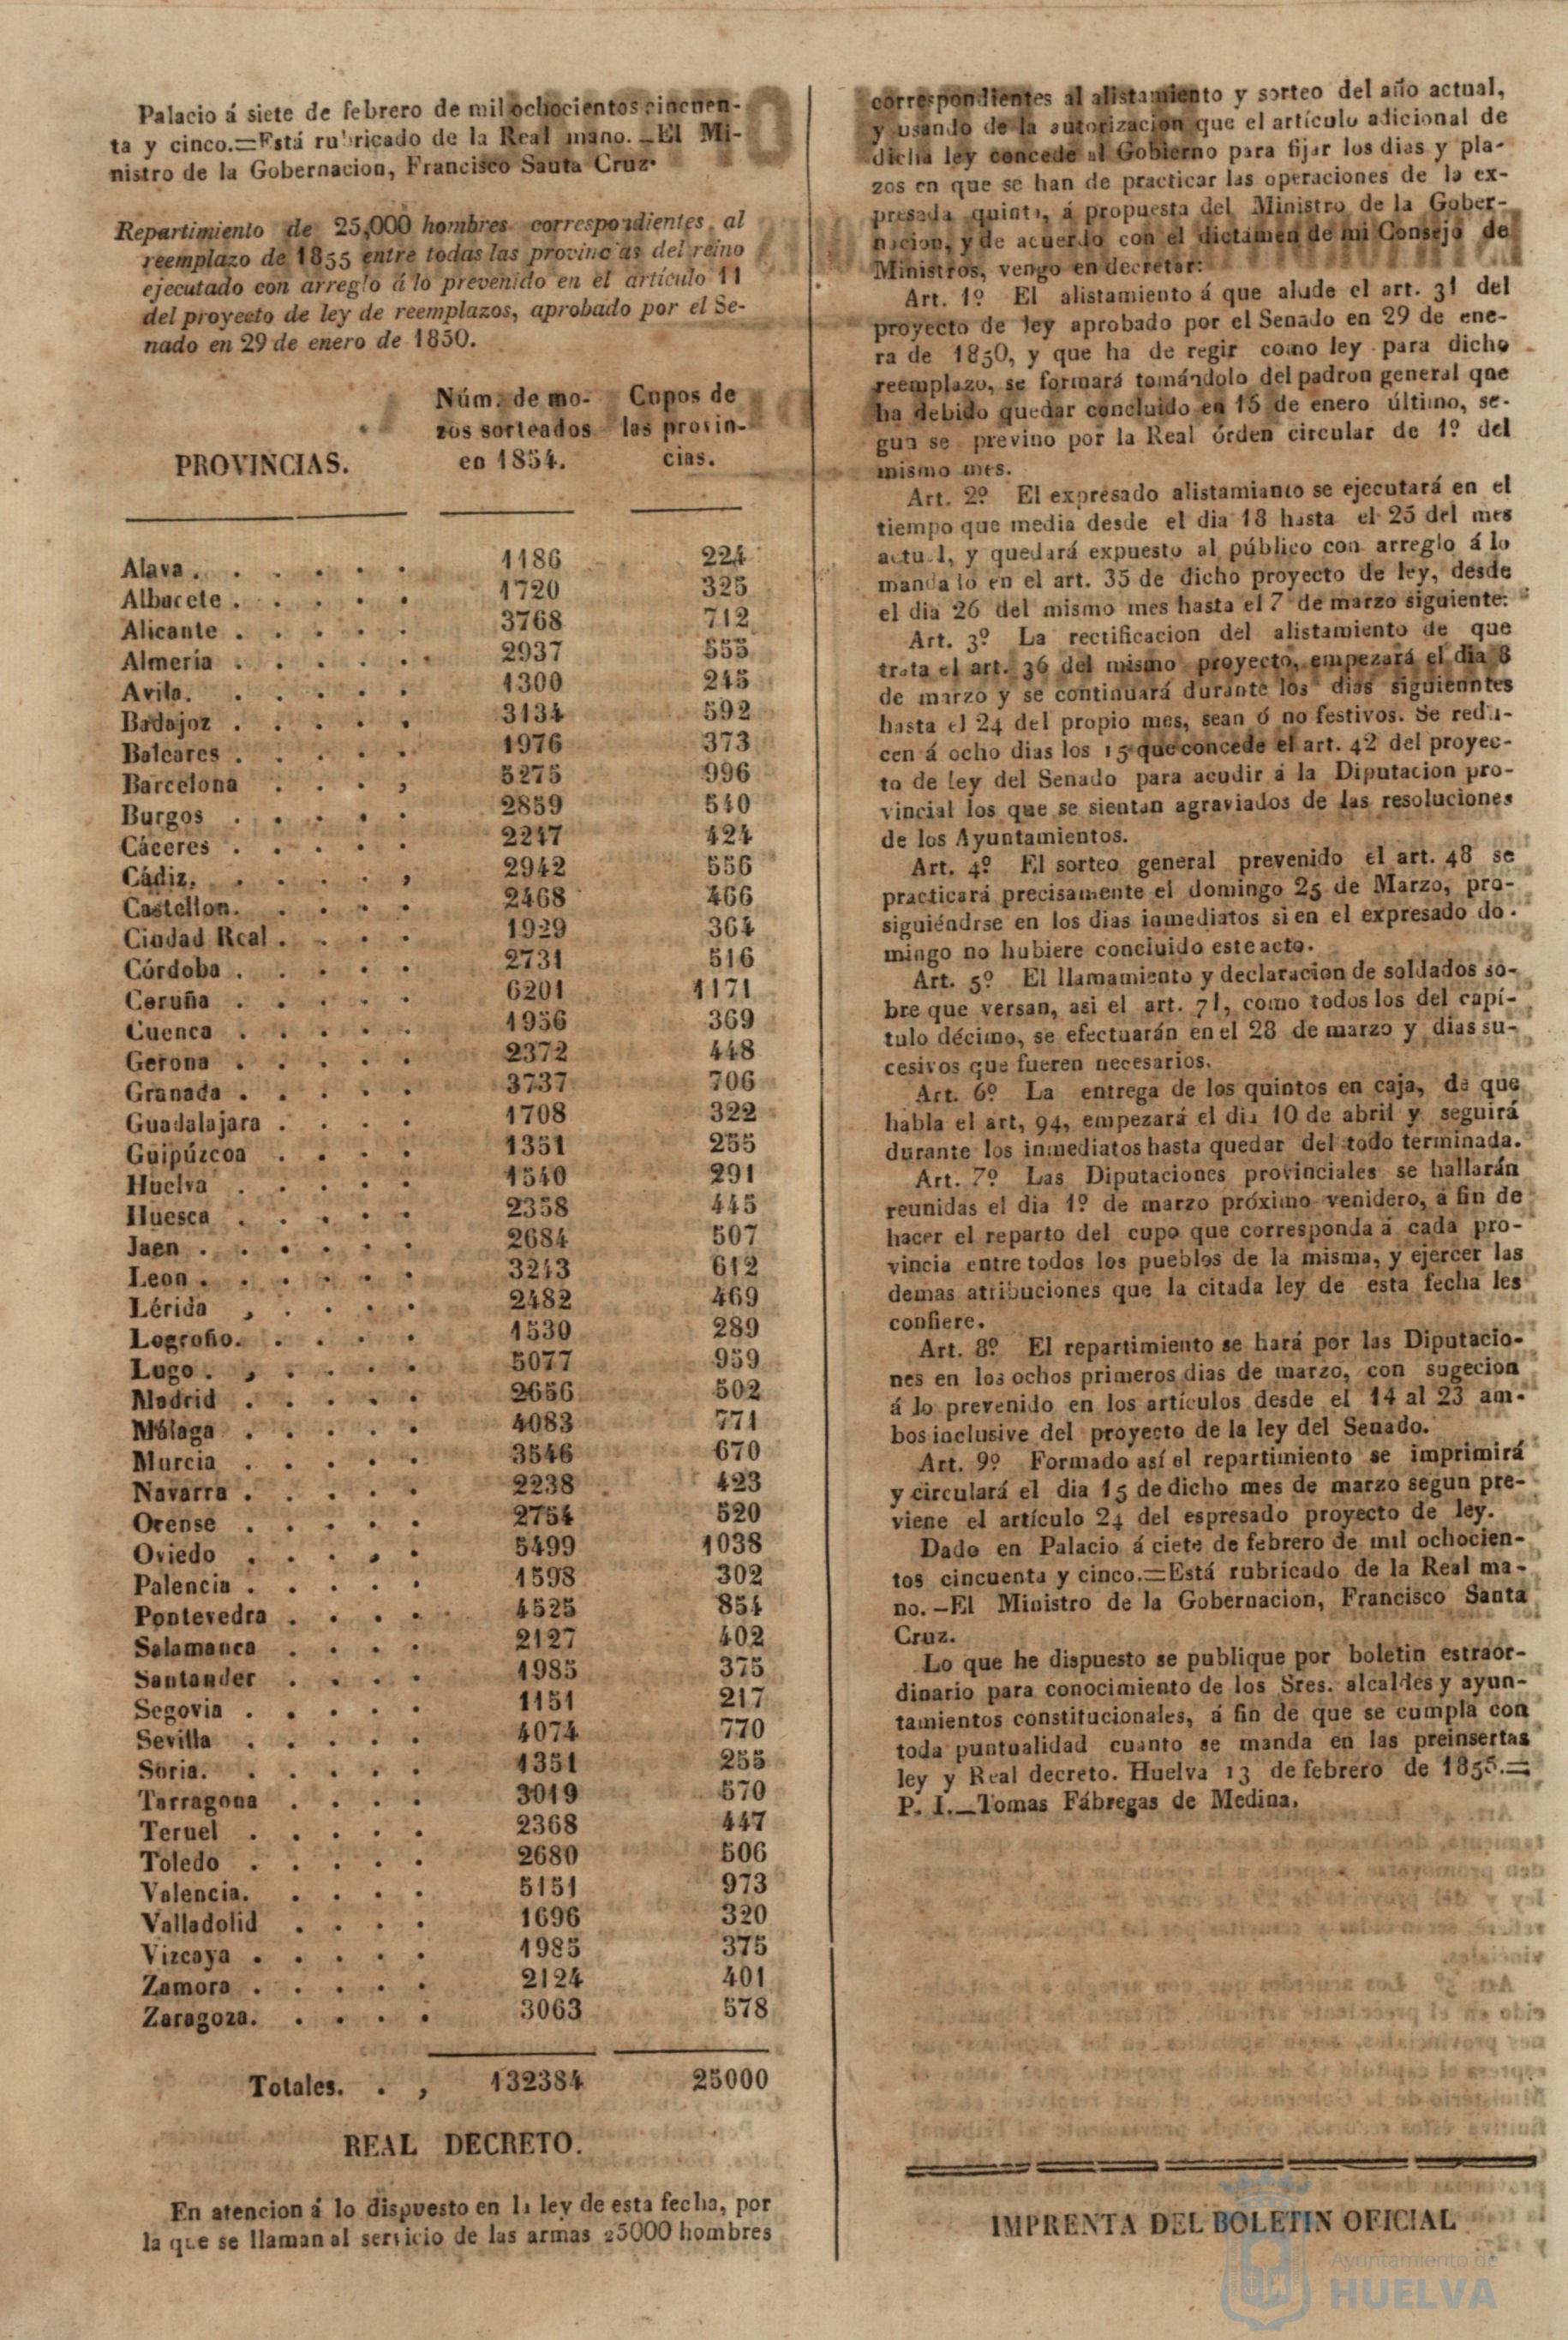 Palacio á siete de febrero de mil ochocientos cincuen-
ta y cinco.=Está rubricado de la Real mano.—El Mi-
nistro de la Gobernacion, Francisco Santa Cruz.
Repartimiento de 25,000 hombres correspondientes al
reemplazo de 1855 entre todas las provincias del reino
ejecutado con arreglo á lo prevenido en el artículo 11
del proyecto de ley de reemplazos, aprobado por el Se-
nado en 29 de enero de 1850.
PROVINCIAS. Núm. de mo-zos sorteados en 1854. Cupos de las provin-cias.
Alava . . . . . . 1186 224
Albacete . . . . . 1720 325
Alicante . . . . . 3768 712
Almería . . . . . . 2937 555
Avila. . . . . . 1300 245
Badajoz . . . . . 3134 592
Baleares . . . . . 1976 373
Barcelona . . . , 5275 996
Burgos . . . . . 2859 540
Cáceres . . . . . 2247 424
Cádiz. . . . . , 2942 556
Castellon. . . . . 2468 466
Ciudad Real . . . . 1929 364
Córdoba . . . . . 2731 516
Coruña . . . . . 6201 1171
Cuenca . . . . . 1956 369
Gerona . . . . . 2372 448
Granada . . . . . 3737 706
Guadalajara . . . . 1708 322
Guipúzcoa . . . . 1351 255
Huelva . . . . . 1540 291
Huesca . . . . . 2358 445
Jaen . . . . . . 2684 507
Leon . . . . . . 3243 612
Lérida , . . . . 2482 469
Logroño. . . . . 1530 289
Lugo . , . . . . 5077 959
Madrid . . . . . 2656 502
Málaga . . . . . 4083 771
Murcia . . . . . 3546 670
Navarra . . . . . 2238 423
Orense . . . . . 2754 520
Oviedo . . . . . 5499 1038
Palencia . . . . . 1598 302
Pontevedra . . . . 4525 854
Salamanca . . . . 2127 402
Santander . . . . 1985 375
Segovia . . . . . 1151 217
Sevilla . . . . . 4074 770
Soria. . . . . . 1351 255
Tarragona . . . . 3019 570
Teruel . . . . . 2368 447
Toledo . . . . . 2680 506
Valencia. . . . . 5151 973
Valladolid . . . . 1696 320
Vizcaya . . . . . 1985 375
Zamora . . . . . 2124 401
Zaragoza. . . . . 3063 578
Totales. . , 132384 25000
REAL DECRETO.
En atencion á lo dispuesto en la ley de esta fecha, por
la que se llaman al servicio de las armas 25000 hombres
correspondientes al alistamiento y sorteo del año actual,
y usando de la autorizacion que el artículo adicional de
dicha ley concede al Gobierno para fijar los dias y pla-
zos en que se han de practicar las operaciones de la ex-
presada quinta, á propuesta del Ministro de la Gober-
nacion, y de acuerdo con el dictámen de mi Consejo de
Ministros, vengo en decretar:
Art. 1º El alistamiento á que alude el art. 31 del
proyecto de ley aprobado por el Senado en 29 de ene-
ra de 1850, y que ha de regir como ley para dicho
reemplazo, se formará tomándolo del padron general qne
ha debido quedar concluido en 15 de enero último, se-
gun se previno por la Real órden circular de 1º del
mismo mes.
Art. 2º El expresado alistamianto se ejecutará en el
tiempo que media desde el dia 18 hasta el 25 del mes
actual, y quedará expuesto al público con arreglo á lo
mandado en el art. 35 de dicho proyecto de ley, desde
el dia 26 del mismo mes hasta el 7 de marzo siguiente:
Art. 3º La rectificacion del alistamiento de que
trata el art. 36 del mismo proyecto, empezará el dia 8
de marzo y se continuará durante los dias siguienntes
hasta el 24 del propio mes, sean ó no festivos. Se redu-
cen á ocho dias los 15 que concede el art. 42 del proyec-
to de ley del Senado para acudir á la Diputacion pro-
vincial los que se sientan agraviados de las resoluciones
de los Ayuntamientos.
Art. 4º El sorteo general prevenido el art. 48 se
practicará precisamente el domingo 25 de Marzo, pro-
siguiéndrse en los dias inmediatos si en el expresado do-
mingo no hubiere concluido este acto.
Art. 5º El llamamiento y declaracion de soldados so-
bre que versan, asi el art. 71, como todos los del capí-
tulo décimo, se efectuarán en el 28 de marzo y dias su-
cesivos que fueren necesarios.
Art. 6º La entrega de los quintos en caja, de que
habla el art, 94, empezará el dia 10 de abril y seguirá
durante los inmediatos hasta quedar del todo terminada.
Art. 7º Las Diputaciones provinciales se hallarán
reunidas el dia 1º de marzo próximo venidero, á fin de
hacer el reparto del cupo que corresponda á cada pro-
vincia entre todos los pueblos de la misma, y ejercer las
demas atribuciones que la citada ley de esta fecha les
confiere.
Art. 8º El repartimiento se hará por las Diputacio-
nes en los ochos primeros dias de marzo, con sugecion
á lo prevenido en los artículos desde el 14 al 23 am-
bos inclusive del proyecto de la ley del Senado.
Art. 9º Formado así el repartimiento se imprimirá
y circulará el dia 15 de dicho mes de marzo segun pre-
viene el artículo 24 del espresado proyecto de ley.
Dado en Palacio á ciete de febrero de mil ochocien-
tos cincuenta y cinco.=Está rubricado de la Real ma-
no.—El Ministro de la Gobernacion, Francisco Santa
Cruz.
Lo que he dispuesto se publique por boletin estraor-
dinario para conocimiento de los Sres. alcaldes y ayun-
tamientos constitucionales, á fin de que se cumpla con
toda puntualidad cuanto se manda en las preinsertas
ley y Real decreto. Huelva 13 de febrero de 1855.=
P. I.—Tomas Fábregas de Medina.
IMPRENTA DEL BOLETIN OFICIAL
Ayuntamiento de
HUELVA